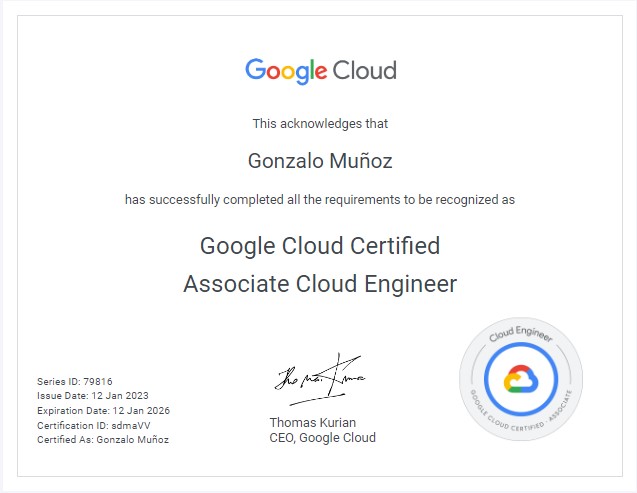 Google Cloud
This acknowledges that
Gonzalo Muñoz
has successfully completed all the requirements to be recognized as
Google Cloud Certified
Associate Cloud Engineer
Series ID: 79816
Issue Date: 12 Jan 2023
Expiration Date: 12 Jan 2026
Certification ID: sdmaVV
Certified As: Gonzalo Muñoz
Thomas Kurian
CEO, Google Cloud
Cloud Engineer
GOOGLE CLOUD CERTIFIED · ASSOCIATE